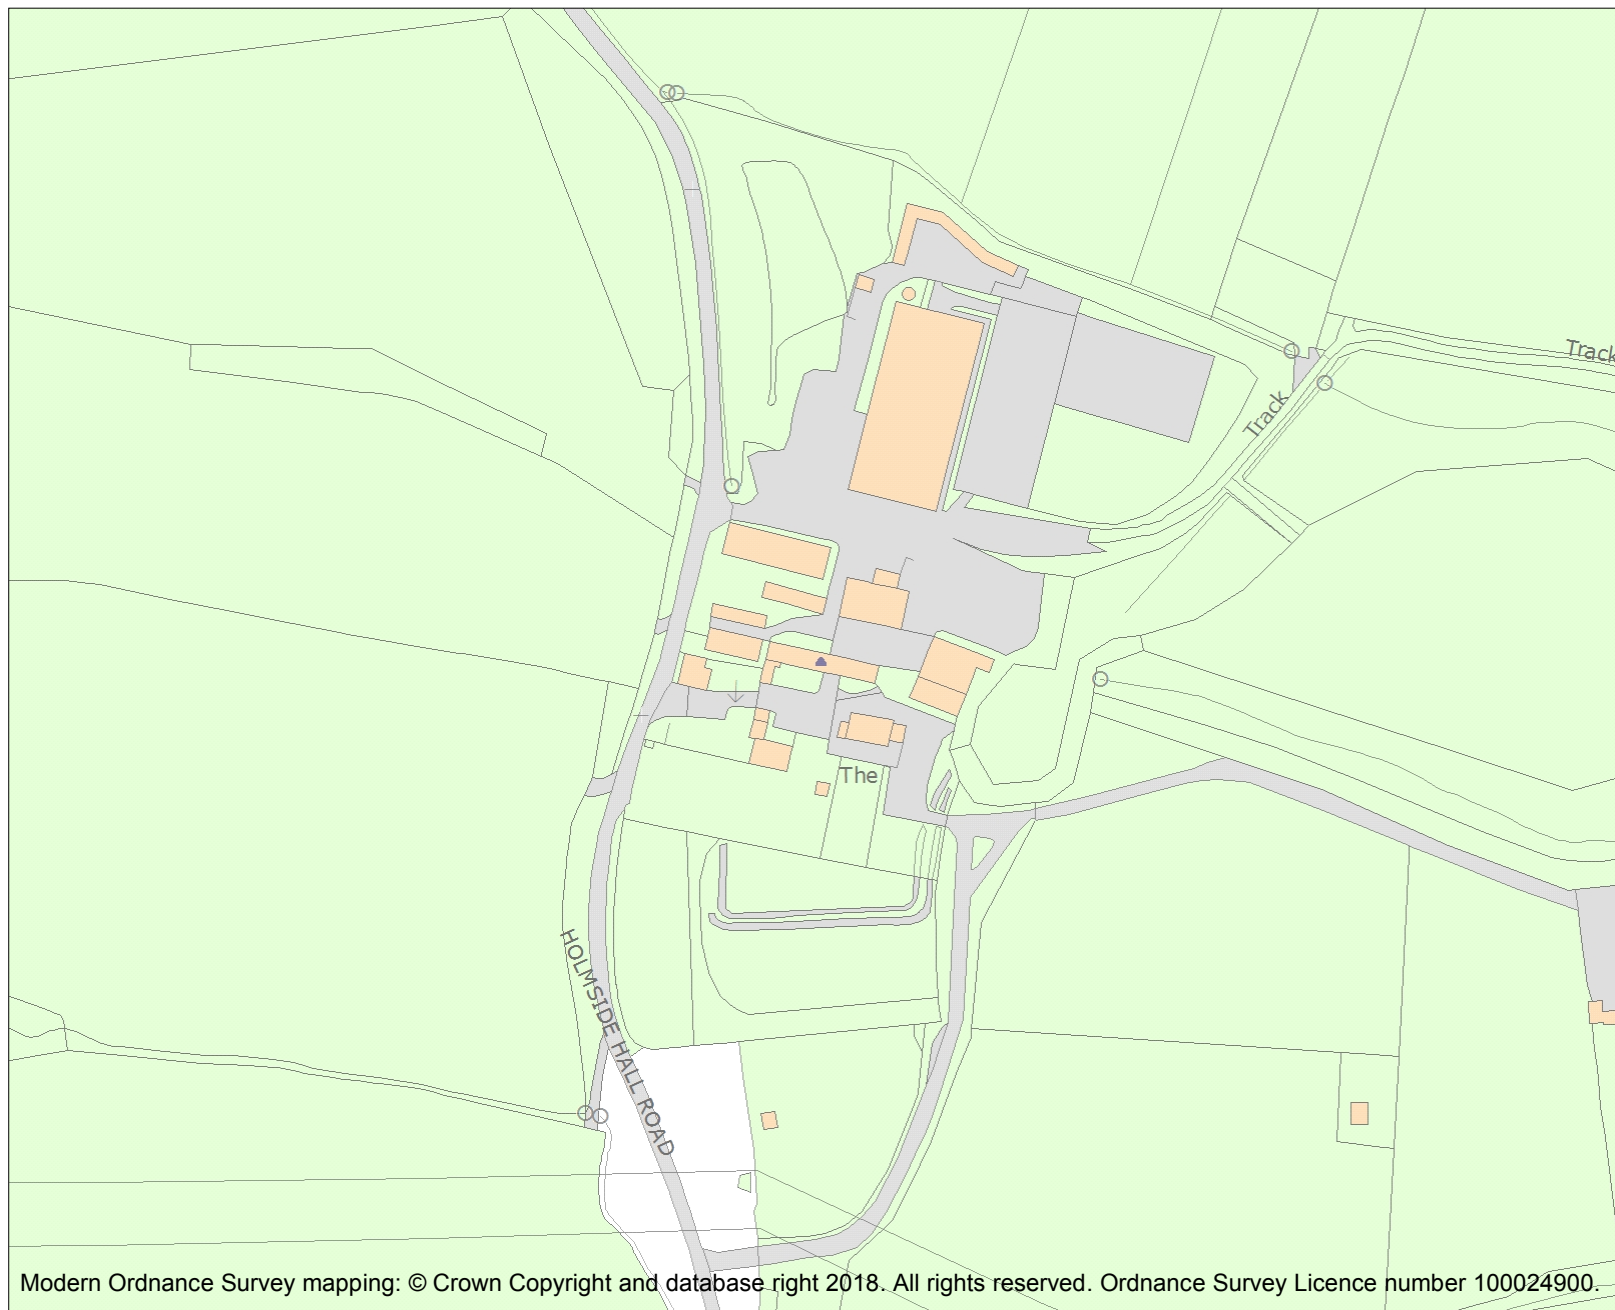 Track
Track
The
HOLMSIDE HALL ROAD
Modern Ordnance Survey mapping: © Crown Copyright and database right 2018. All rights reserved. Ordnance Survey Licence number 100024900.